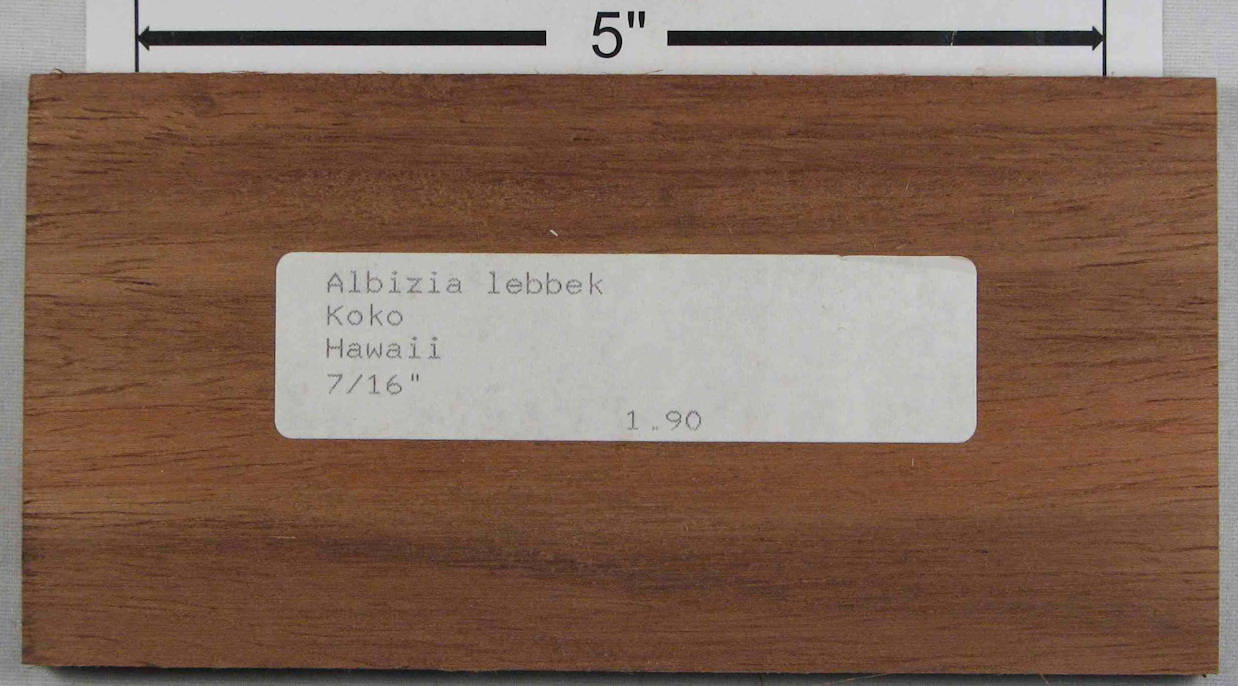 5"
Albizia lebbek
Koko
Hawaii
7/16"
1.90